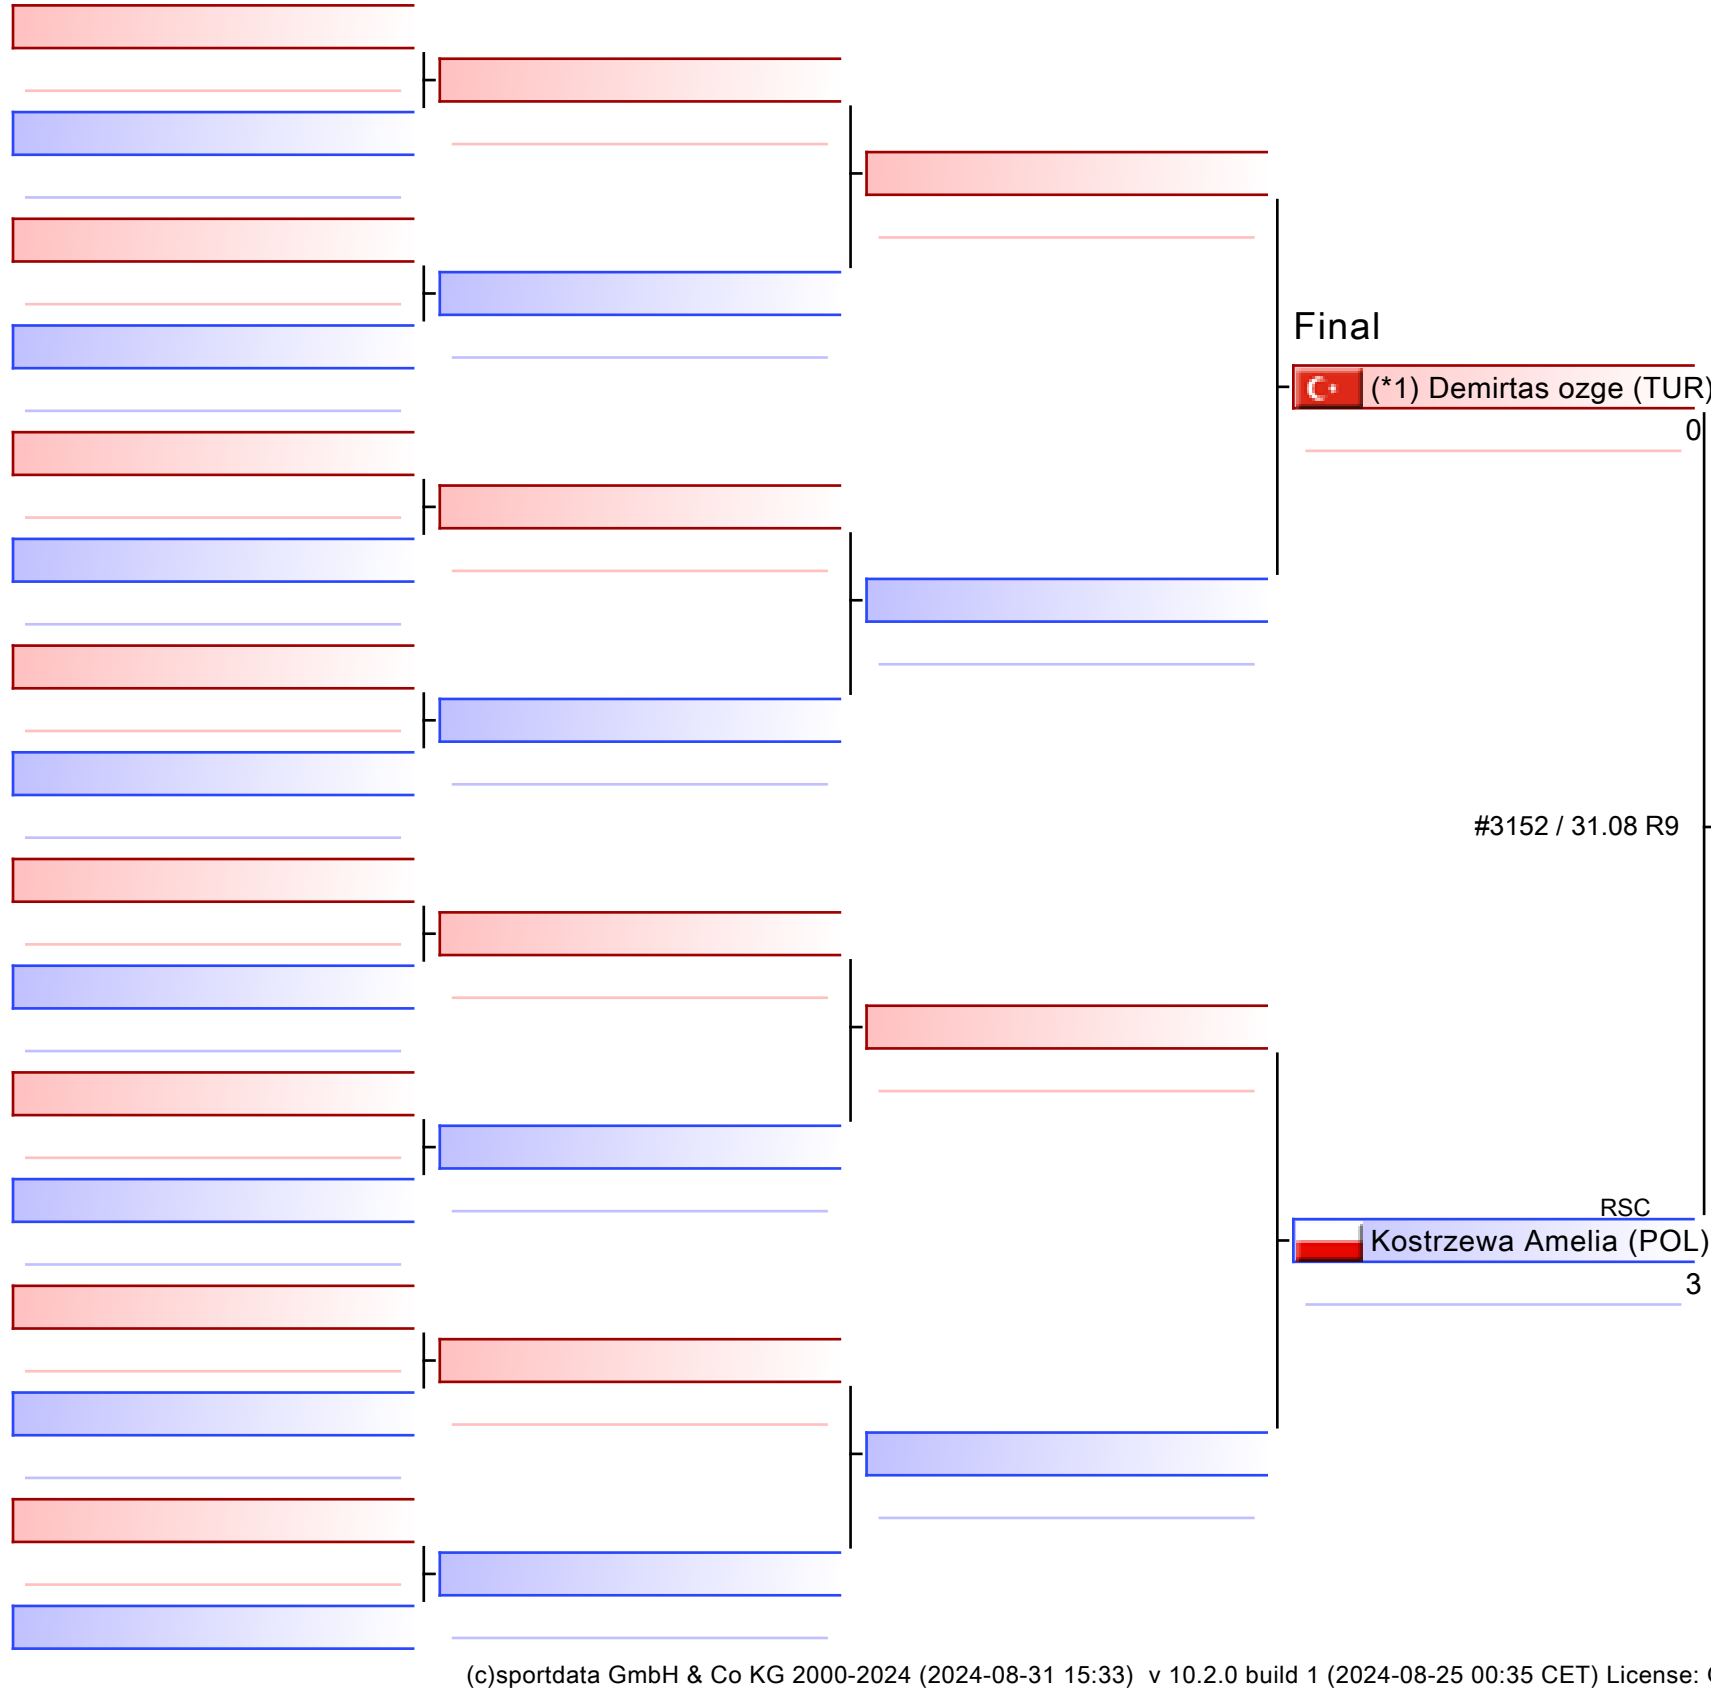 Final
(*1) Demirtas ozge (TUR)
0
#3152 / 31.08 R9
RSC
Kostrzewa Amelia (POL)
3
(c)sportdata GmbH & Co KG 2000-2024 (2024-08-31 15:33) v 10.2.0 build 1 (2024-08-25 00:35 CET) License: